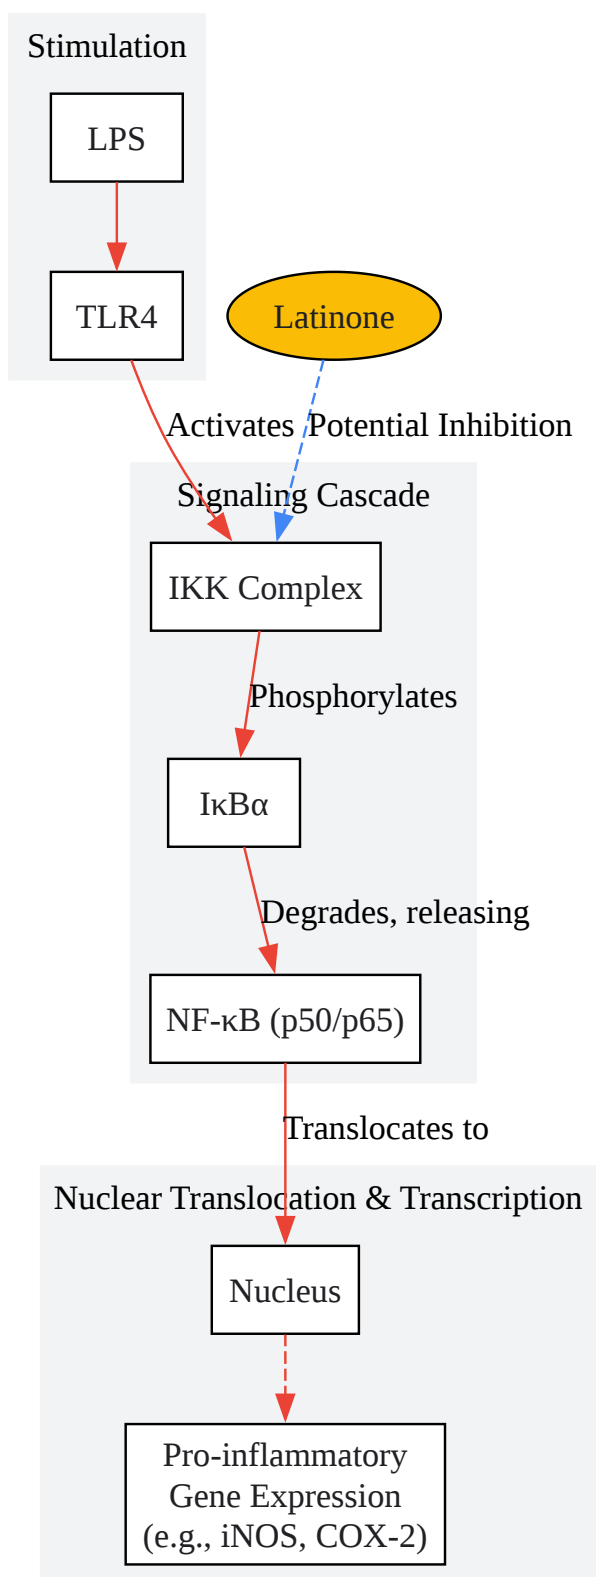 Stimulation
LPS
TLR4
Latinone
Activates
Potential Inhibition
Signaling Cascade
IKK Complex
Phosphorylates
IκBα
Degrades, releasing
NF-κB (p50/p65)
Translocates to
Nuclear Translocation & Transcription
Nucleus
Pro-inflammatory
Gene Expression
(e.g., iNOS, COX-2)